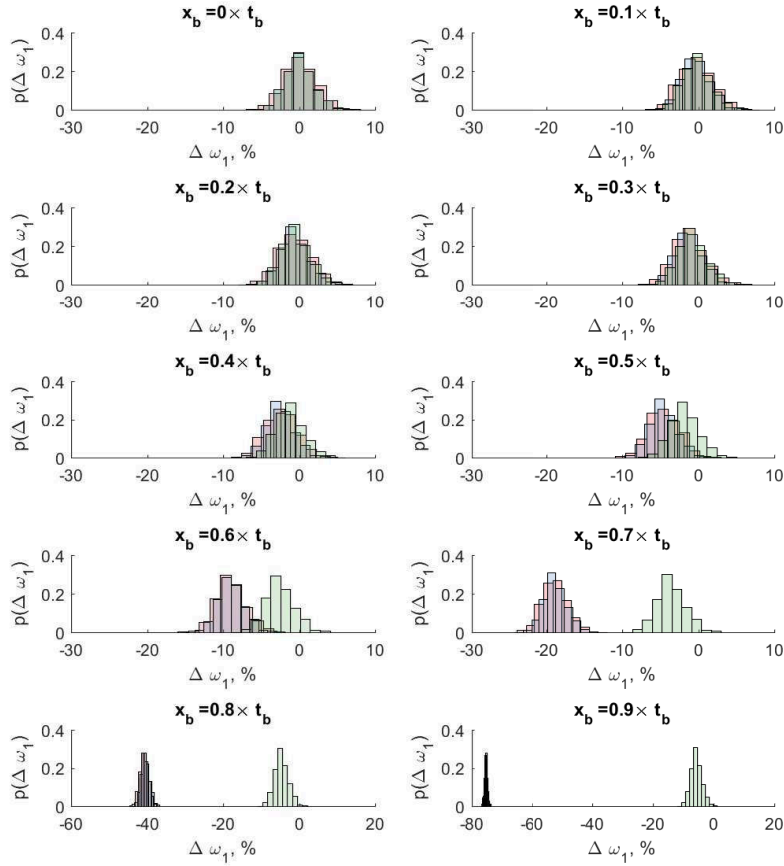 x_b =0× t_b
p(Δ ω_1)
0.4
0.2
0
-30 -20 -10 0 10
Δ ω_1, %
x_b =0.1× t_b
p(Δ ω_1)
0.4
0.2
0
-30 -20 -10 0 10
Δ ω_1, %
x_b =0.2× t_b
p(Δ ω_1)
0.4
0.2
0
-30 -20 -10 0 10
Δ ω_1, %
x_b =0.3× t_b
p(Δ ω_1)
0.4
0.2
0
-30 -20 -10 0 10
Δ ω_1, %
x_b =0.4× t_b
p(Δ ω_1)
0.4
0.2
0
-30 -20 -10 0 10
Δ ω_1, %
x_b =0.5× t_b
p(Δ ω_1)
0.4
0.2
0
-30 -20 -10 0 10
Δ ω_1, %
x_b =0.6× t_b
p(Δ ω_1)
0.4
0.2
0
-30 -20 -10 0 10
Δ ω_1, %
x_b =0.7× t_b
p(Δ ω_1)
0.4
0.2
0
-30 -20 -10 0 10
Δ ω_1, %
x_b =0.8× t_b
p(Δ ω_1)
0.4
0.2
0
-60 -40 -20 0 20
Δ ω_1, %
x_b =0.9× t_b
p(Δ ω_1)
0.4
0.2
0
-80 -60 -40 -20 0 20
Δ ω_1, %